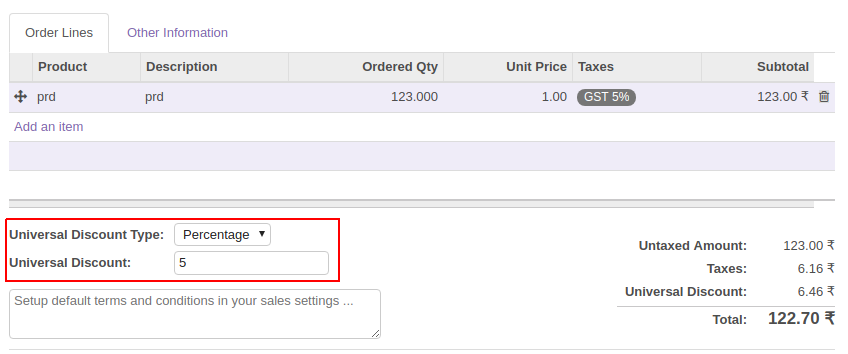 Order Lines Other Information
Product Description Ordered Qty Unit Price Taxes Subtotal
prd prd 123.000 1.00 GST 5% 123.00 ₹
Add an item
Universal Discount Type: Percentage
Universal Discount: 5
Setup default terms and conditions in your sales settings ...
Untaxed Amount: 123.00 ₹
Taxes: 6.16 ₹
Universal Discount: 6.46 ₹
Total: 122.70 ₹